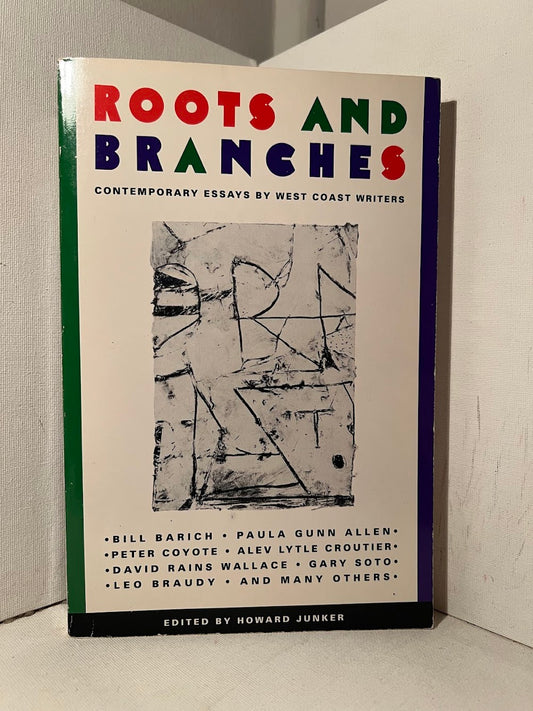 ROOTS AND
BRANCHES
CONTEMPORARY ESSAYS BY WEST COAST WRITERS
•BILL BARICH • PAULA GUNN ALLEN•
•PETER COYOTE • ALEV LYTLE CROUTIER•
•DAVID RAINS WALLACE • GARY SOTO•
•LEO BRAUDY • AND MANY OTHERS•
EDITED BY HOWARD JUNKER